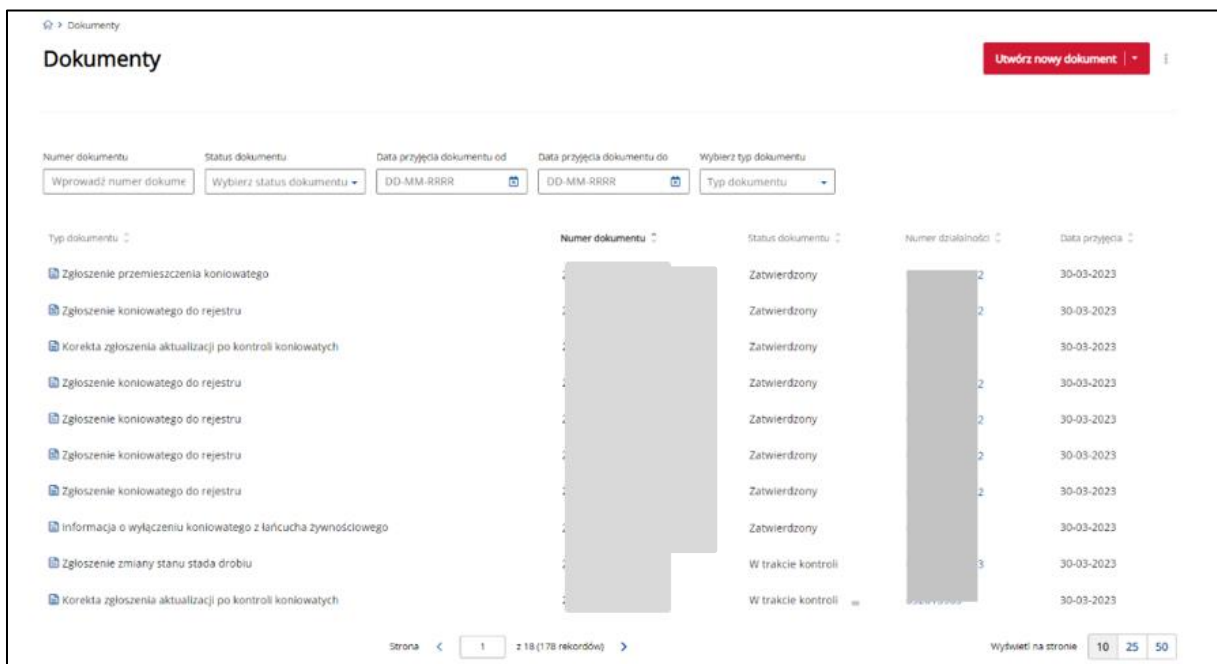 Dokumenty
Dokumenty
Utwórz nowy dokument
Numer dokumentu Status dokumentu Data przyjęcia dokumentu od Data przyjęcia dokumentu do Wybierz typ dokumentu
Wprowadź numer dokume Wybierz status dokumentu DD-MM-RRRR DD-MM-RRRR Typ dokumentu
Typ dokumentu Numer dokumentu Status dokumentu Numer działalności Data przyjęcia
Zgłoszenie przemieszczenia koniowatego Zatwierdzony 2 30-03-2023
Zgłoszenie koniowatego do rejestru Zatwierdzony 2 30-03-2023
Korekta zgłoszenia aktualizacji po kontroli koniowatych Zatwierdzony 30-03-2023
Zgłoszenie koniowatego do rejestru Zatwierdzony 2 30-03-2023
Zgłoszenie koniowatego do rejestru Zatwierdzony 2 30-03-2023
Zgłoszenie koniowatego do rejestru Zatwierdzony 2 30-03-2023
Zgłoszenie koniowatego do rejestru Zatwierdzony 2 30-03-2023
Informacja o wyłączeniu koniowatego z łańcucha żywnościowego Zatwierdzony 30-03-2023
Zgłoszenie zmiany stanu stada drobiu W trakcie kontroli 3 30-03-2023
Korekta zgłoszenia aktualizacji po kontroli koniowatych W trakcie kontroli 30-03-2023
Strona < 1 z 18 (178 rekordów) > Wyświetl na stronie 10 25 50